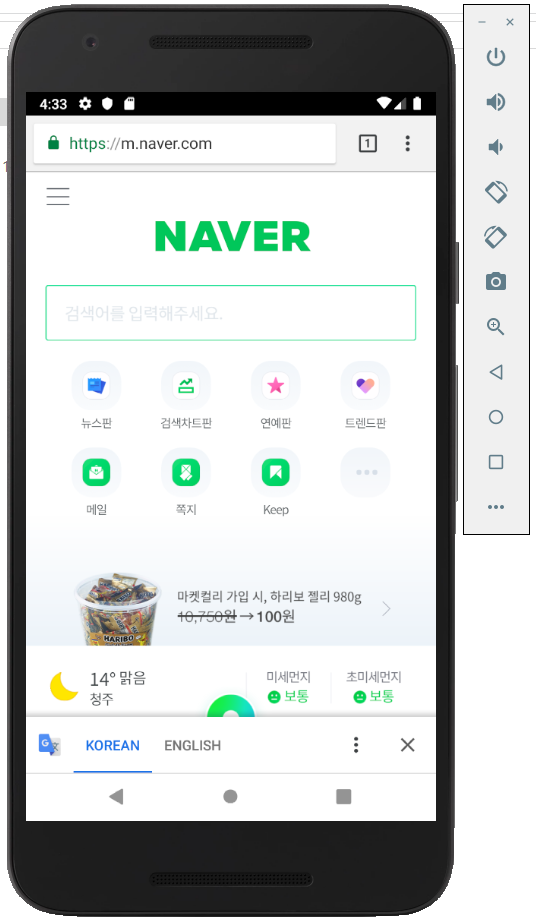 4:33
https://m.naver.com
1
NAVER
검색어를 입력해주세요.
뉴스판
검색차트판
연예판
트렌드판
메일
쪽지
Keep
마켓컬리 가입 시, 하리보 젤리 980g
10,750원→100원
HARIBO
14° 맑음
청주
미세먼지
보통
초미세먼지
보통
KOREAN
ENGLISH